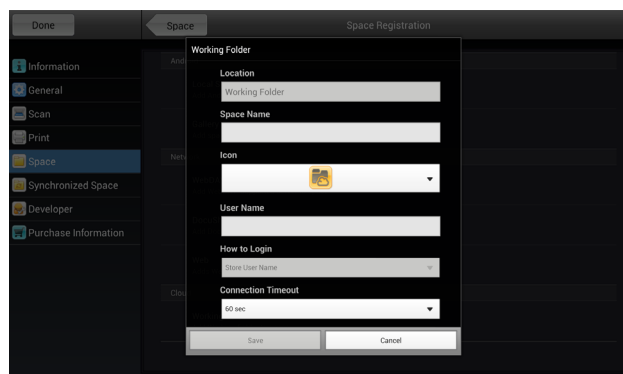 Done
Space
Space Registration
Working Folder
Information
General
Scan
Print
Space
Synchronized Space
Developer
Purchase Information
Location
Working Folder
Space Name
Icon
User Name
How to Login
Store User Name
Connection Timeout
60 sec
Save
Cancel